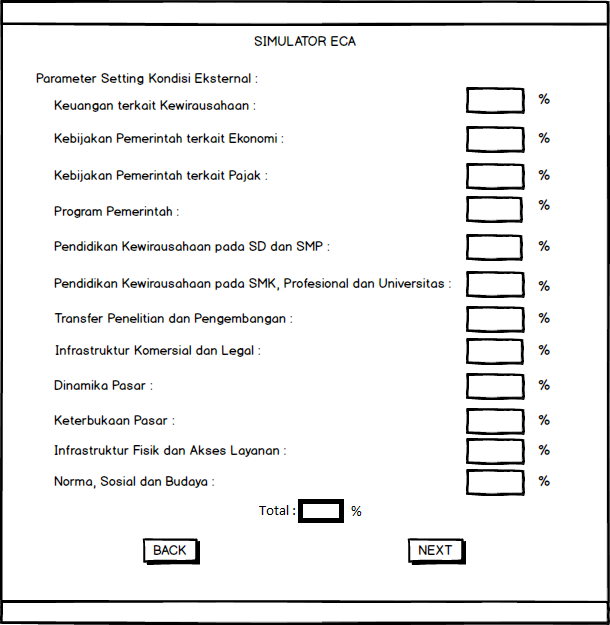 SIMULATOR ECA
Parameter Setting Kondisi Eksternal :
Keuangan terkait Kewirausahaan : %
Kebijakan Pemerintah terkait Ekonomi : %
Kebijakan Pemerintah terkait Pajak : %
Program Pemerintah : %
Pendidikan Kewirausahaan pada SD dan SMP : %
Pendidikan Kewirausahaan pada SMK, Profesional dan Universitas : %
Transfer Penelitian dan Pengembangan : %
Infrastruktur Komersial dan Legal : %
Dinamika Pasar : %
Keterbukaan Pasar : %
Infrastruktur Fisik dan Akses Layanan : %
Norma, Sosial dan Budaya : %
Total : %
BACK NEXT